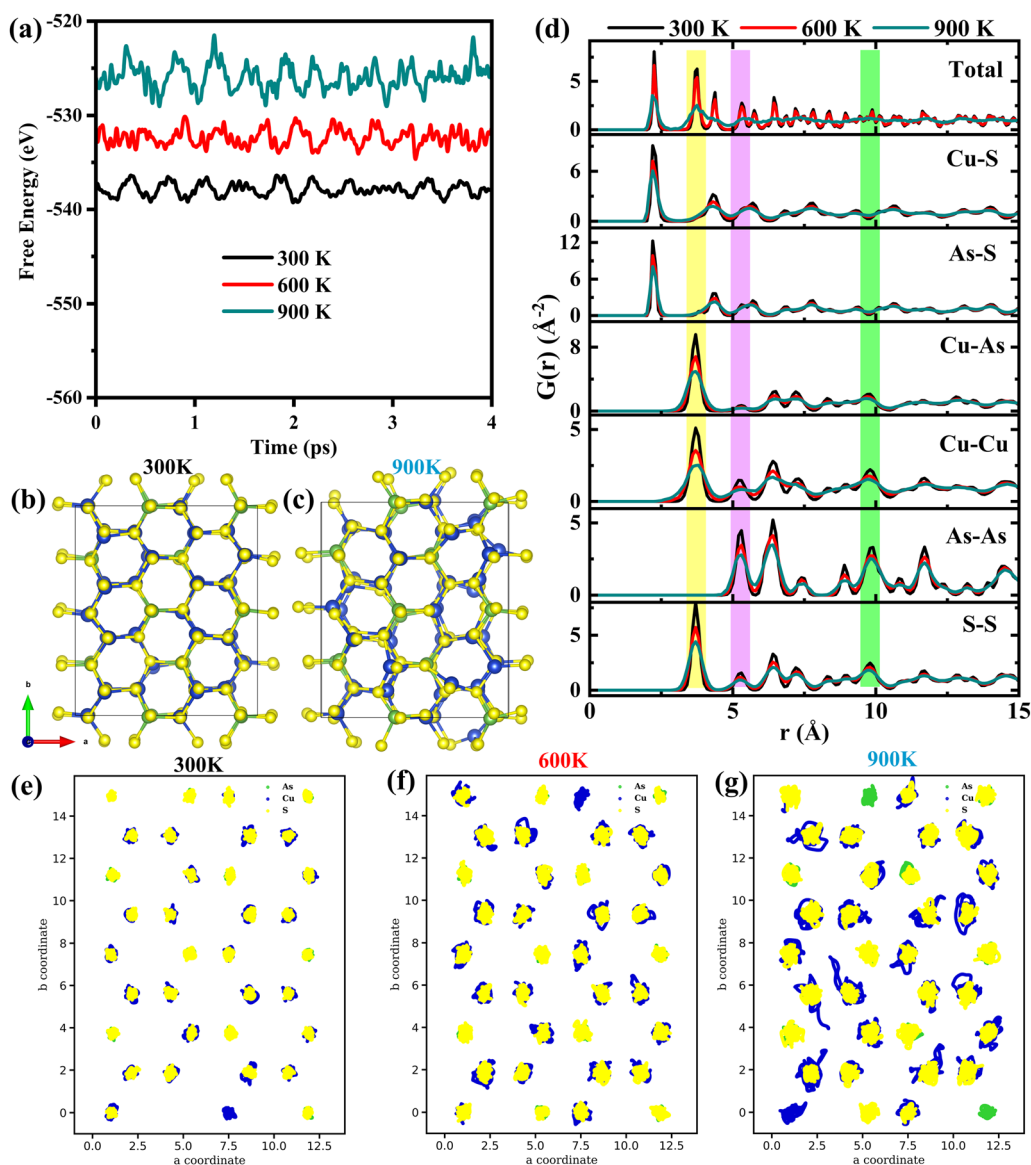 (a)
-520
-530
-540
-550
-560
Free Energy (eV)
300 K
600 K
900 K
0
1
2
3
4
Time (ps)
(d)
300 K
600 K
900 K
Total
5
0
Cu-S
6
0
As-S
12
9
6
3
0
Cu-As
8
4
0
Cu-Cu
5
0
As-As
5
0
S-S
5
0
G(r) (Å⁻²)
0
5
10
15
r (Å)
300K
900K
(b)
(c)
b
a
300K
(e)
As
Cu
S
14
12
10
8
6
4
2
0
b coordinate
0.0
2.5
5.0
7.5
10.0
12.5
a coordinate
600K
(f)
As
Cu
S
14
12
10
8
6
4
2
0
b coordinate
0.0
2.5
5.0
7.5
10.0
12.5
a coordinate
900K
(g)
As
Cu
S
14
12
10
8
6
4
2
0
b coordinate
0.0
2.5
5.0
7.5
10.0
12.5
a coordinate